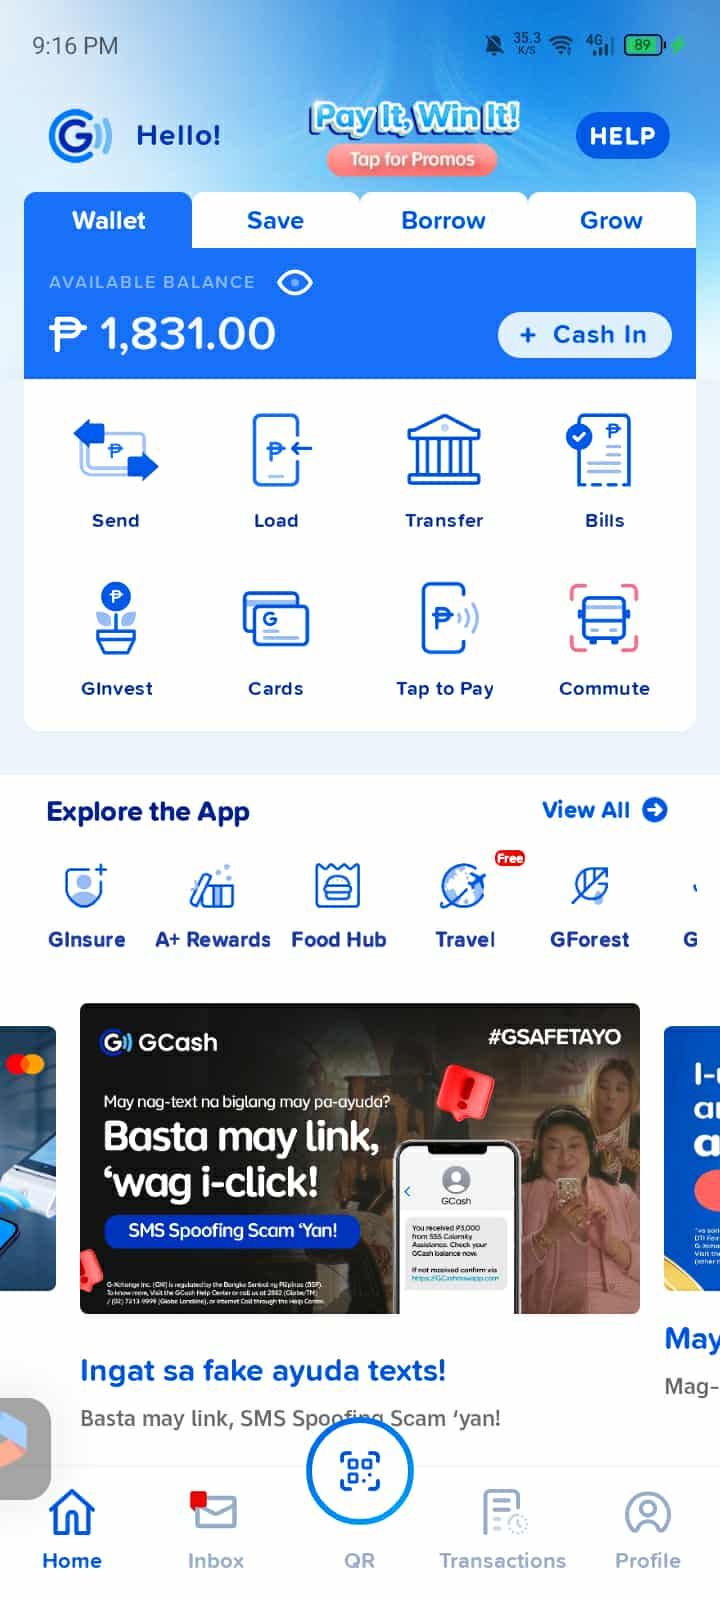 9:16 PM
35.3
K/S
4G
89
Hello!
Pay It, Win It!
Tap for Promos
HELP
Wallet
Save
Borrow
Grow
AVAILABLE BALANCE
₱ 1,831.00
+ Cash In
Send
Load
Transfer
Bills
GInvest
Cards
Tap to Pay
Commute
Explore the App
View All
Free
GInsure
A+ Rewards
Food Hub
Travel
GForest
G
GCash
#GSAFETAYO
May nag-text na biglang may pa-ayuda?
Basta may link,
‘wag i-click!
SMS Spoofing Scam ‘Yan!
GCash
You received ₱3,000
from SSS Calamity
Assistance. Check your
GCash balance now.
If not received confirm via
G-Xchange Inc. (GXI) is regulated by the Bangko Sentral ng Pilipinas (BSP).
To know more, Visit the GCash Help Center or call us at 2882 (Globe/TM)
/ (02) 7213-9999 (Globe Landline), or Internet Call through the Help Center.
Ingat sa fake ayuda texts!
Basta may link, SMS Spoofing Scam ‘yan!
May
Mag-
Home
Inbox
QR
Transactions
Profile